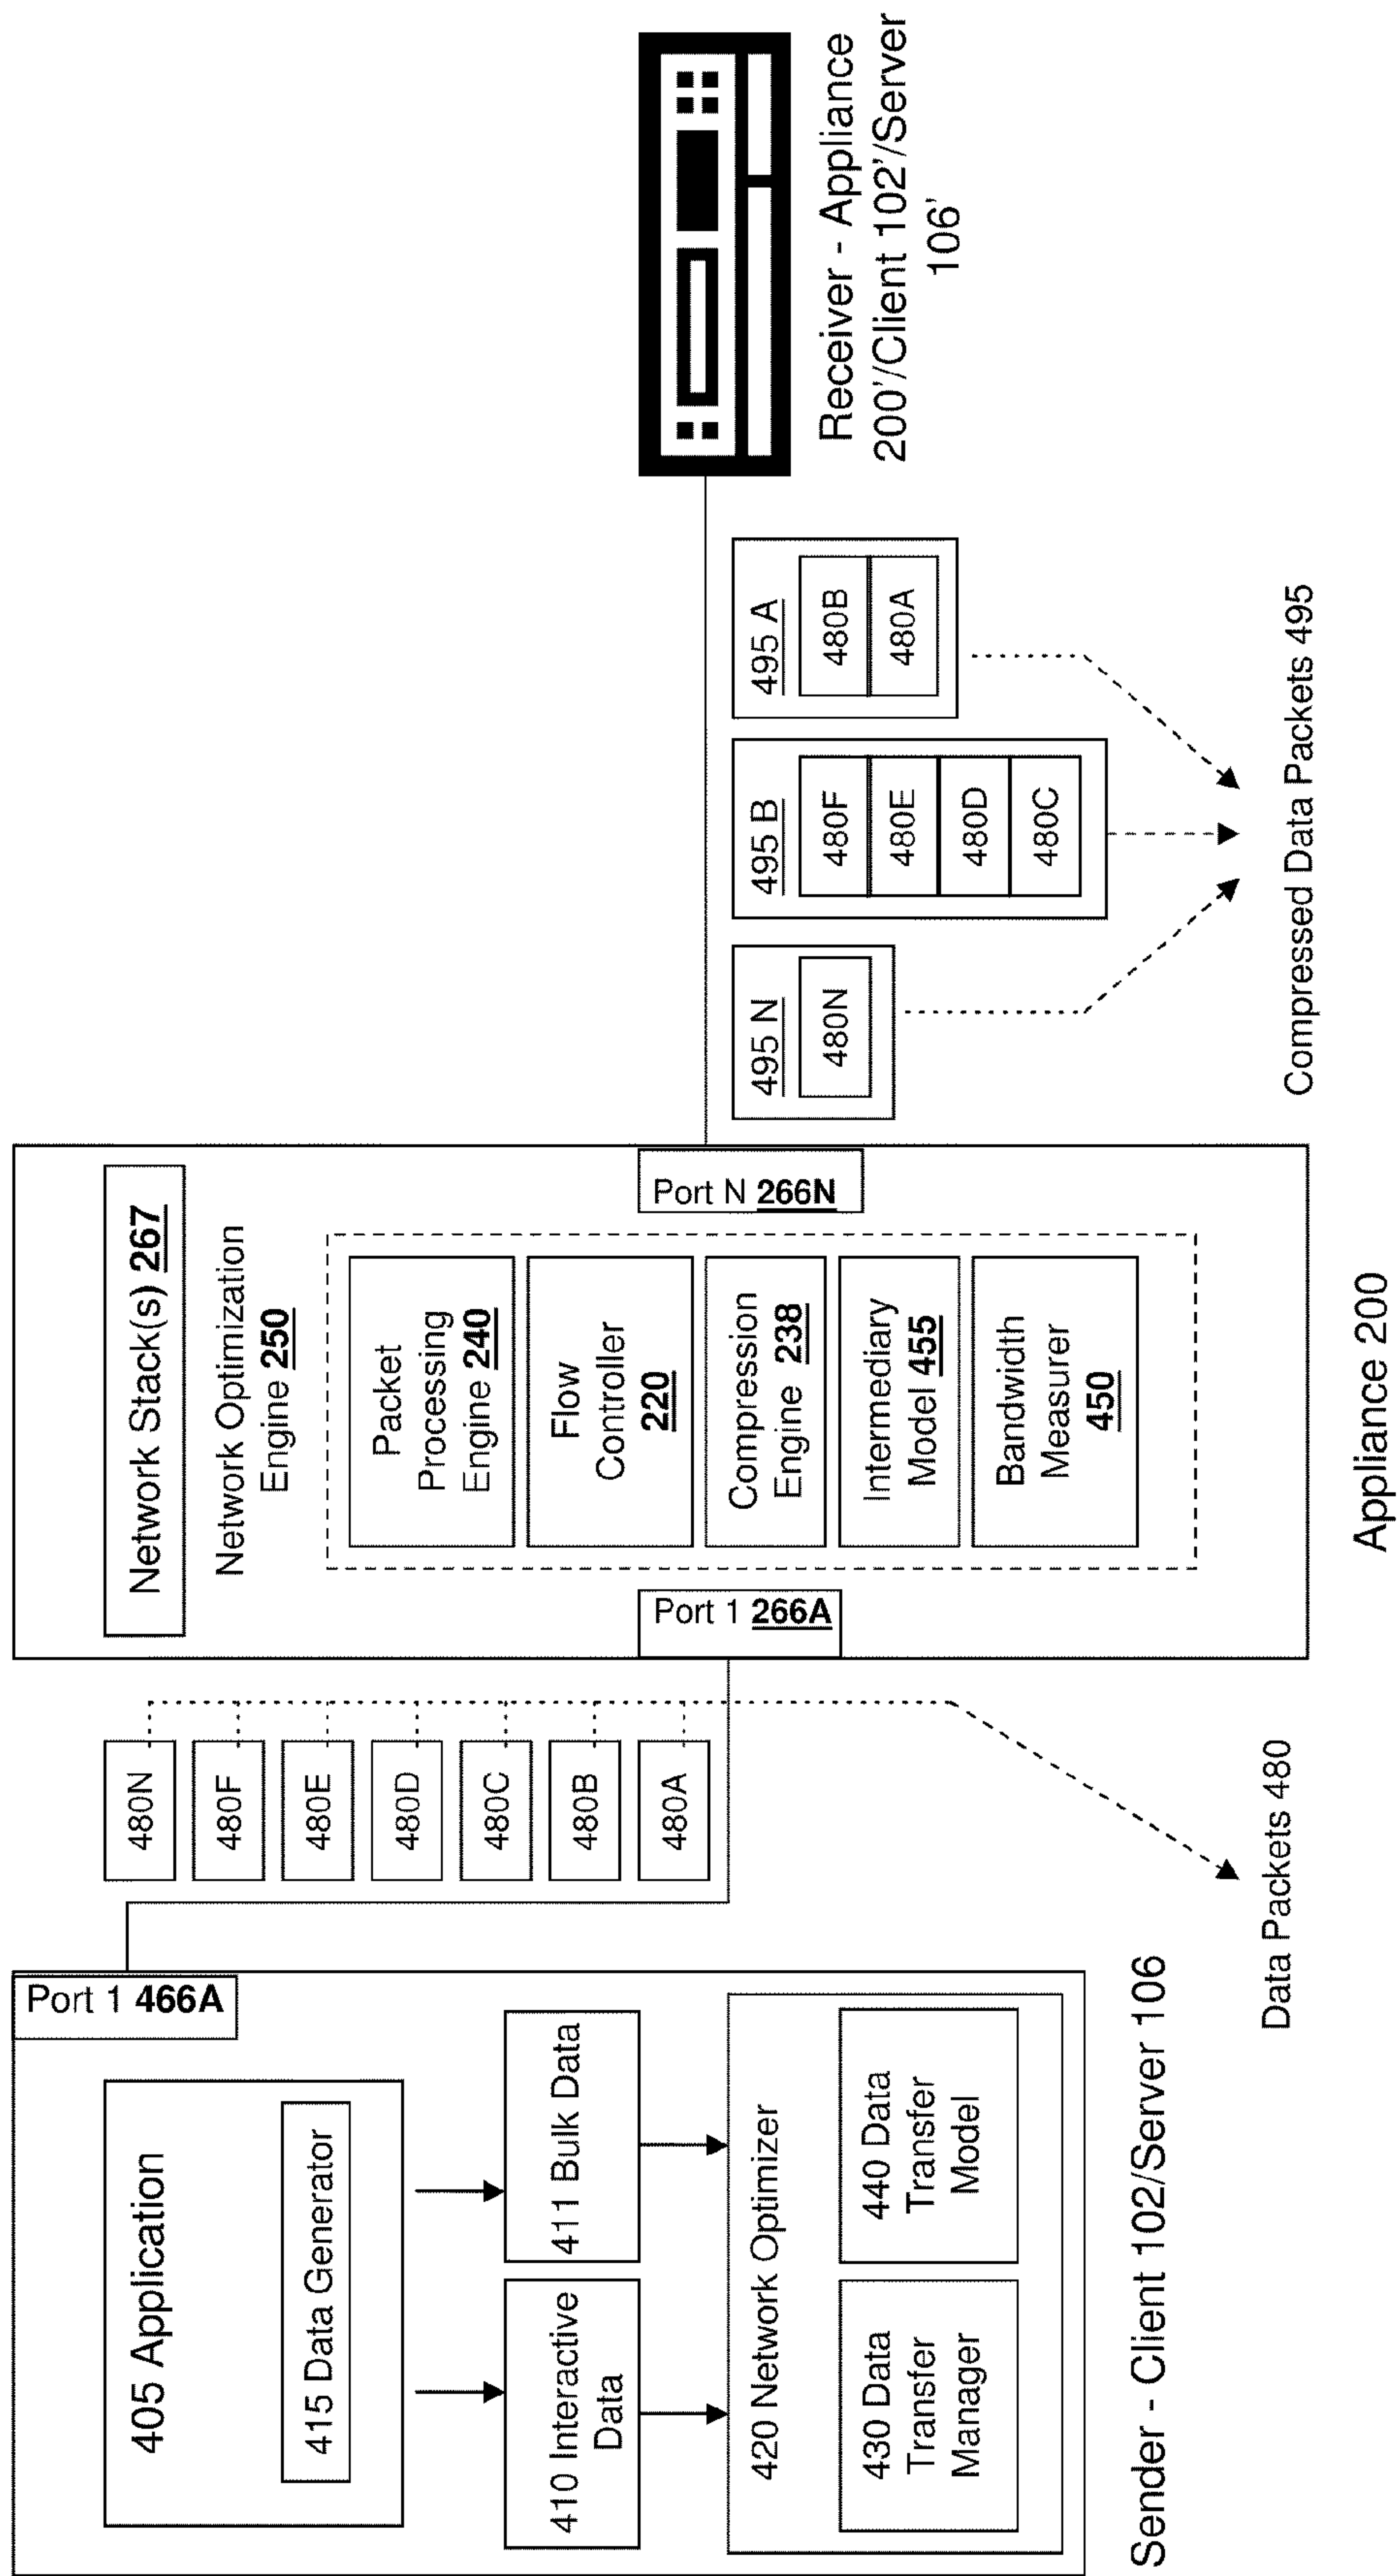 Port 1 466A
405 Application
415 Data Generator
410 Interactive
Data
411 Bulk Data
420 Network Optimizer
430 Data
Transfer
Manager
440 Data
Transfer
Model
Sender - Client 102/Server 106
480N
480F
480E
480D
480C
480B
480A
Data Packets 480
Network Stack(s) 267
Network Optimization
Engine 250
Packet
Processing
Engine 240
Flow
Controller
220
Compression
Engine 238
Intermediary
Model 455
Bandwidth
Measurer
450
Port 1 266A
Port N 266N
Appliance 200
495 N
480N
495 B
480F
480E
480D
480C
495 A
480B
480A
Compressed Data Packets 495
Receiver - Appliance
200'/Client 102'/Server
106'